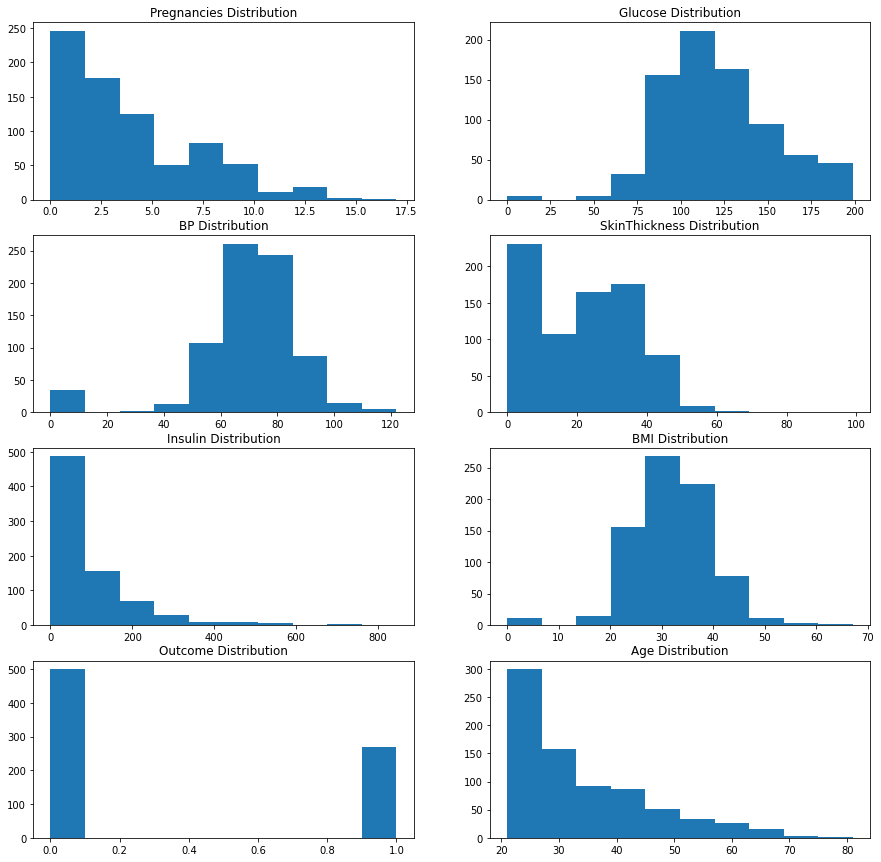 Pregnancies Distribution
250
200
150
100
50
0
0.0 2.5 5.0 7.5 10.0 12.5 15.0 17.5
Glucose Distribution
200
150
100
50
0
0 25 50 75 100 125 150 175 200
BP Distribution
250
200
150
100
50
0
0 20 40 60 80 100 120
SkinThickness Distribution
200
150
100
50
0
0 20 40 60 80 100
Insulin Distribution
500
400
300
200
100
0
0 200 400 600 800
BMI Distribution
250
200
150
100
50
0
0 10 20 30 40 50 60 70
Outcome Distribution
500
400
300
200
100
0
0.0 0.2 0.4 0.6 0.8 1.0
Age Distribution
300
250
200
150
100
50
0
20 30 40 50 60 70 80